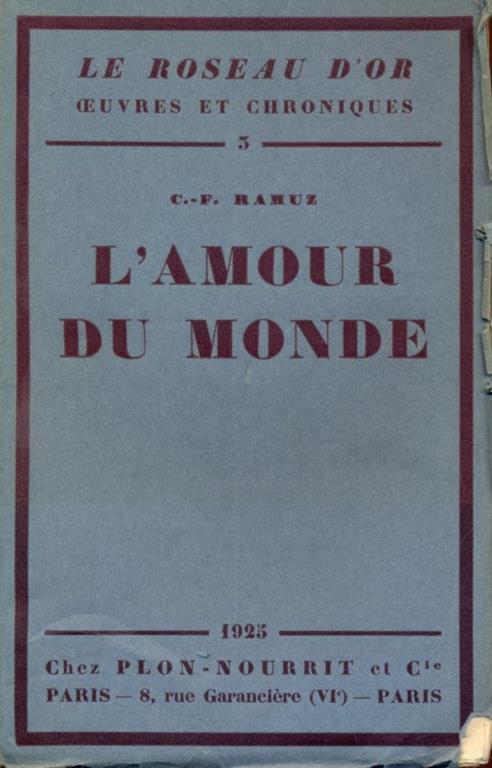 LE ROSEAU D'OR
ŒUVRES ET CHRONIQUES
3
C.-F. RAMUZ
L'AMOUR
DU MONDE
1925
Chez PLON-NOURRIT et Cⁱᵉ
PARIS — 8, rue Garancière (VIᵉ) — PARIS